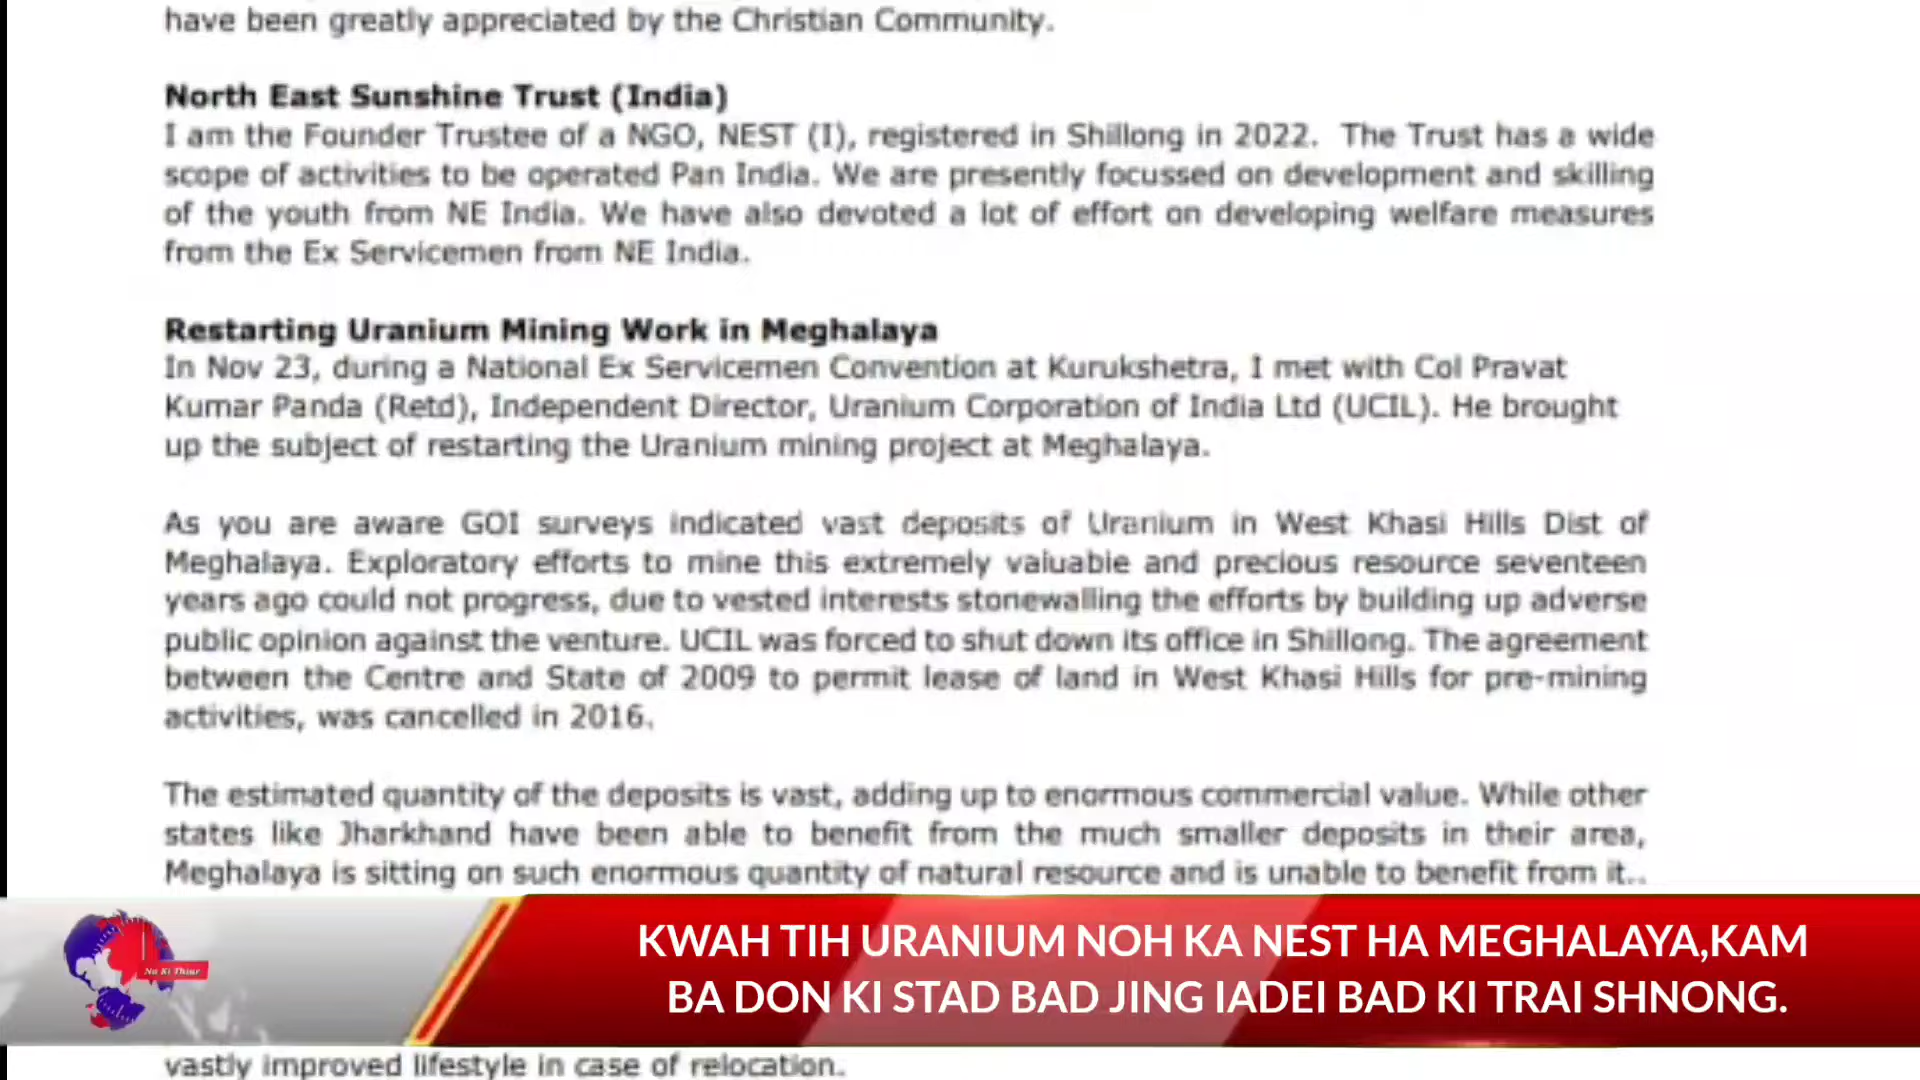 have been greatly appreciated by the Christian Community.
North East Sunshine Trust (India)
I am the Founder Trustee of a NGO, NEST (I), registered in Shillong in 2022. The Trust has a wide
scope of activities to be operated Pan India. We are presently focussed on development and skilling
of the youth from NE India. We have also devoted a lot of effort on developing welfare measures
from the Ex Servicemen from NE India.
Restarting Uranium Mining Work in Meghalaya
In Nov 23, during a National Ex Servicemen Convention at Kurukshetra, I met with Col Pravat
Kumar Panda (Retd), Independent Director, Uranium Corporation of India Ltd (UCIL). He brought
up the subject of restarting the Uranium mining project at Meghalaya.
As you are aware GOI surveys indicated vast deposits of Uranium in West Khasi Hills Dist of
Meghalaya. Exploratory efforts to mine this extremely valuable and precious resource seventeen
years ago could not progress, due to vested interests stonewalling the efforts by building up adverse
public opinion against the venture. UCIL was forced to shut down its office in Shillong. The agreement
between the Centre and State of 2009 to permit lease of land in West Khasi Hills for pre-mining
activities, was cancelled in 2016.
The estimated quantity of the deposits is vast, adding up to enormous commercial value. While other
states like Jharkhand have been able to benefit from the much smaller deposits in their area,
Meghalaya is sitting on such enormous quantity of natural resource and is unable to benefit from it..
Na Ki Thiar
KWAH TIH URANIUM NOH KA NEST HA MEGHALAYA,KAM
BA DON KI STAD BAD JING IADEI BAD KI TRAI SHNONG.
vastly improved lifestyle in case of relocation.